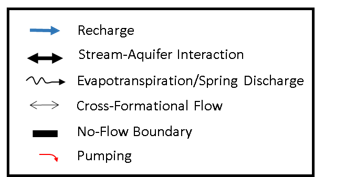 Recharge
Stream-Aquifer Interaction
Evapotranspiration/Spring Discharge
Cross-Formational Flow
No-Flow Boundary
Pumping